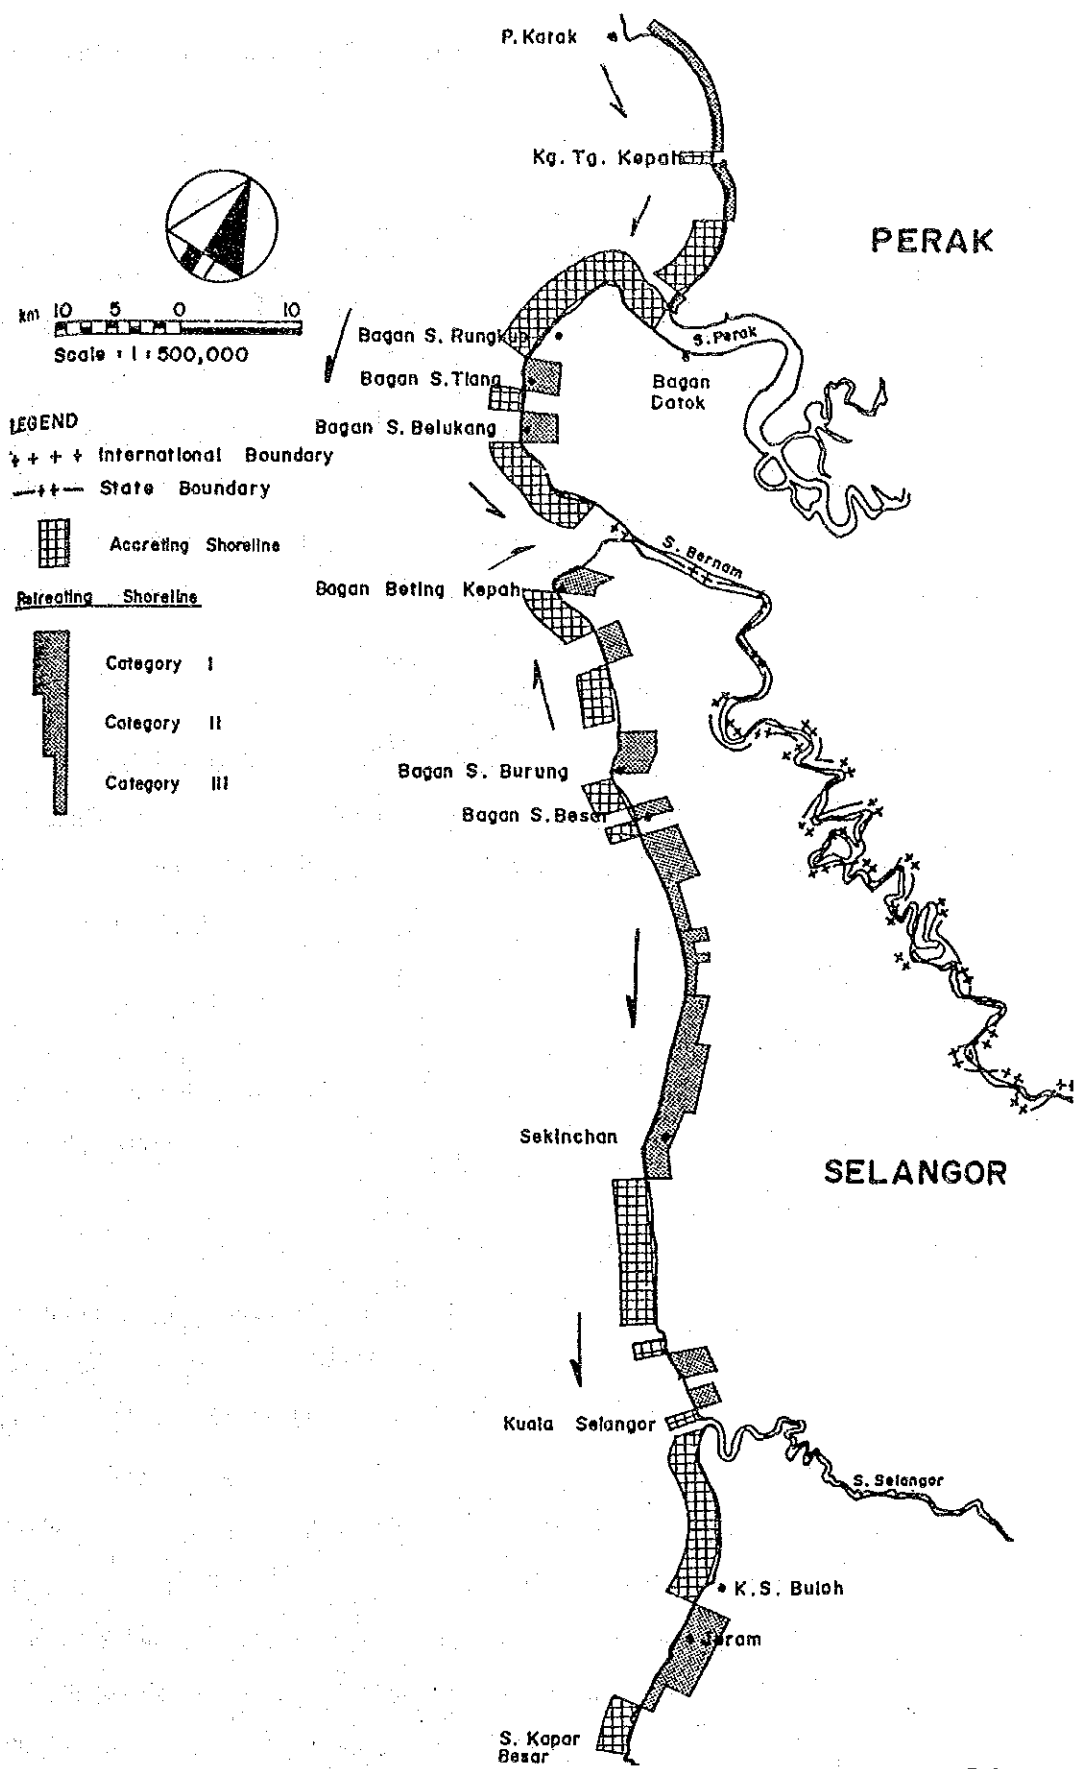 P. Katak
Kg. Tg. Kepah
PERAK
km 10 5 0 10
Scale : 1 : 500,000
Bagan S. Rungkup
S. Perak
Bagan S. Tiang
Bagan
Datok
LEGEND
Bagan S. Belukang
International Boundary
State Boundary
Accreting Shoreline
S. Bernam
Retreating Shoreline
Bagan Beting Kepah
Category I
Category II
Category III
Bagan S. Burung
Bagan S. Besar
Sekinchan
SELANGOR
Kuala Selangor
S. Selangor
K.S. Buloh
Jeram
S. Kapar
Besar